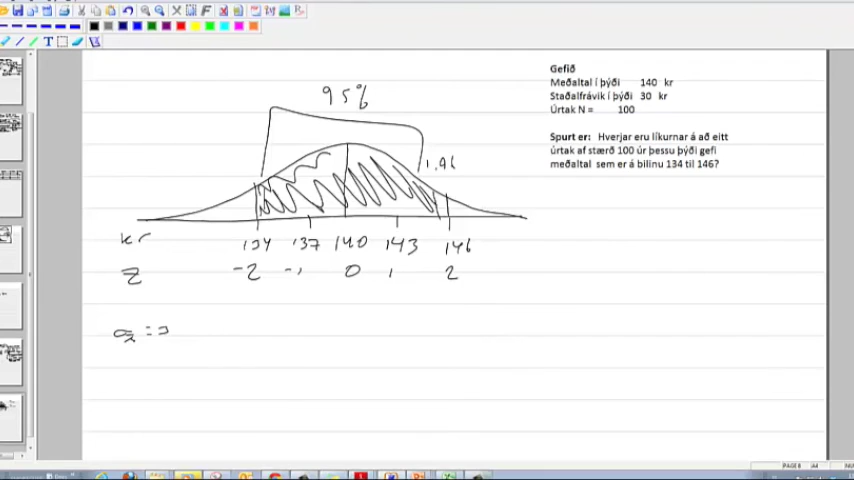 Gefið
Meðaltal í þýði 140 kr
Staðalfrávik í þýði 30 kr
Úrtak N = 100
Spurt er: Hverjar eru líkurnar á að eitt
úrtak af stærð 100 úr þessu þýði gefi
meðaltal sem er á bilinu 134 til 146?
95%
1,96
kr 134 137 140 143 146
Z -2 -1 0 1 2
PAGE8 A4